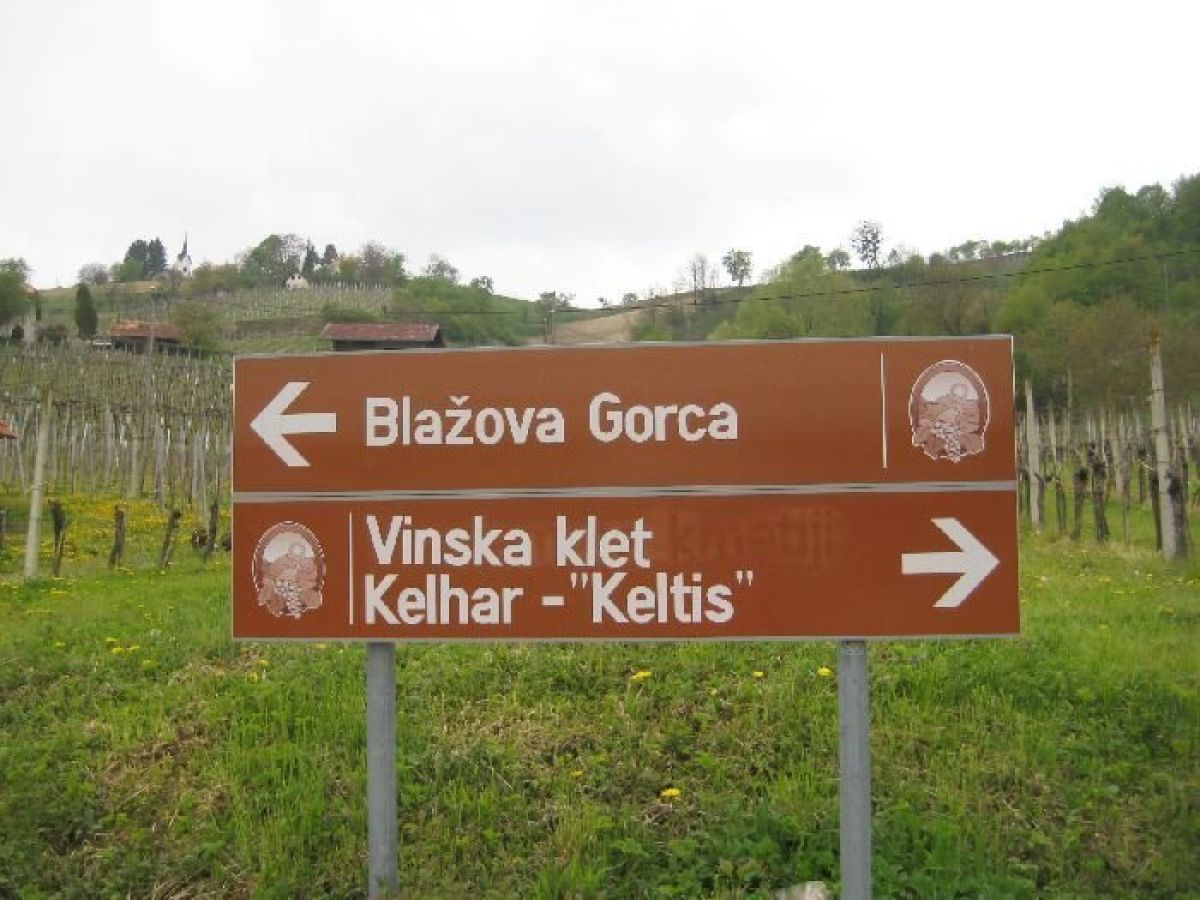 Blažova Gorca
Vinska klet
Kelhar -"Keltis"